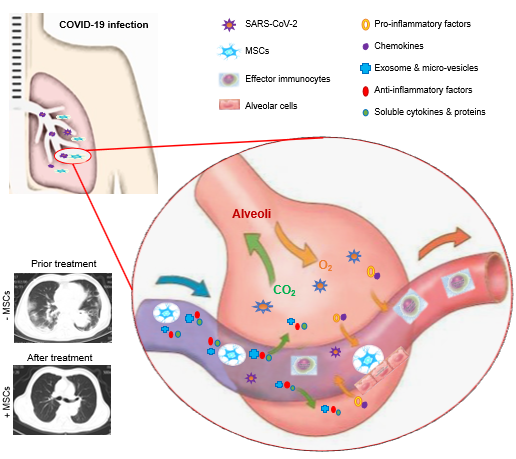 COVID-19 infection
SARS-CoV-2
MSCs
Effector immunocytes
Alveolar cells
Pro-inflammatory factors
Chemokines
Exosome & micro-vesicles
Anti-inflammatory factors
Soluble cytokines & proteins
Alveoli
O₂
CO₂
Prior treatment
- MSCs
After treatment
+ MSCs